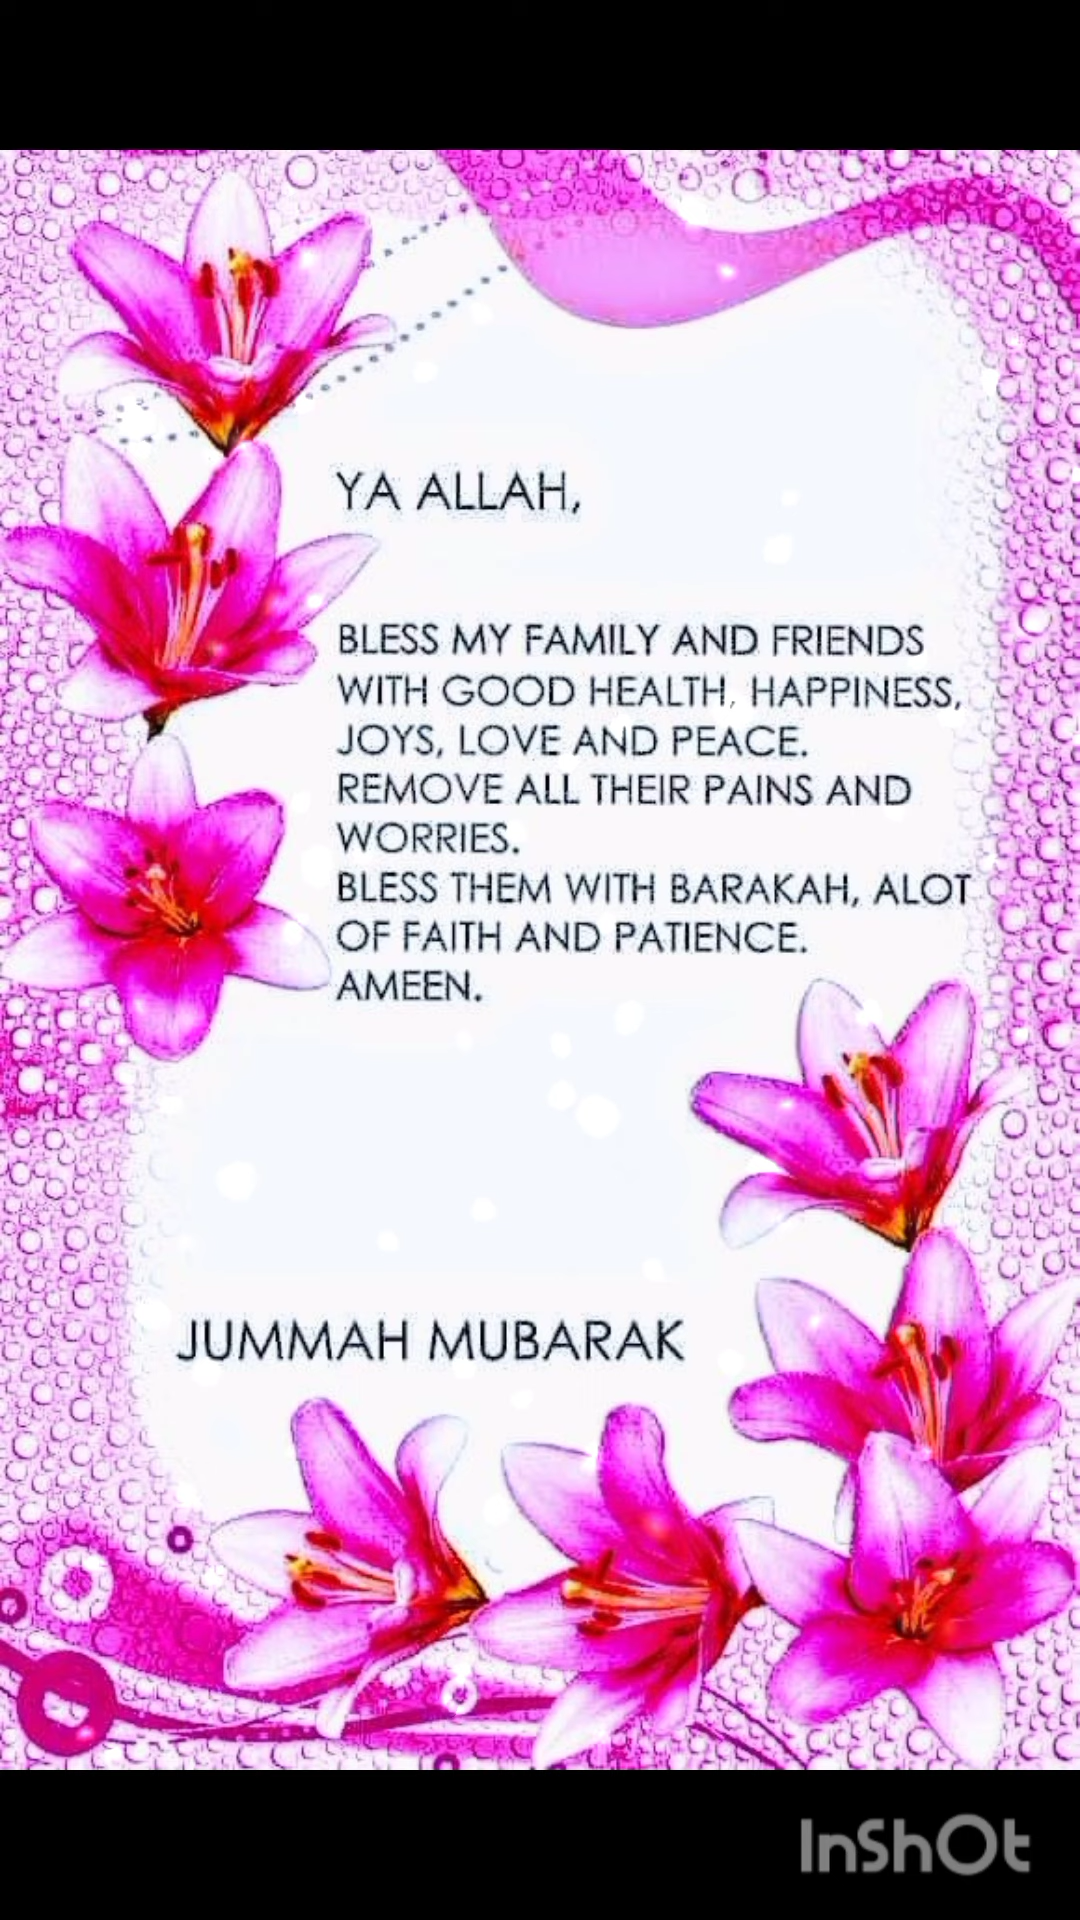 YA ALLAH,
BLESS MY FAMILY AND FRIENDS
WITH GOOD HEALTH, HAPPINESS,
JOYS, LOVE AND PEACE.
REMOVE ALL THEIR PAINS AND
WORRIES.
BLESS THEM WITH BARAKAH, ALOT
OF FAITH AND PATIENCE.
AMEEN.
JUMMAH MUBARAK
InShOt